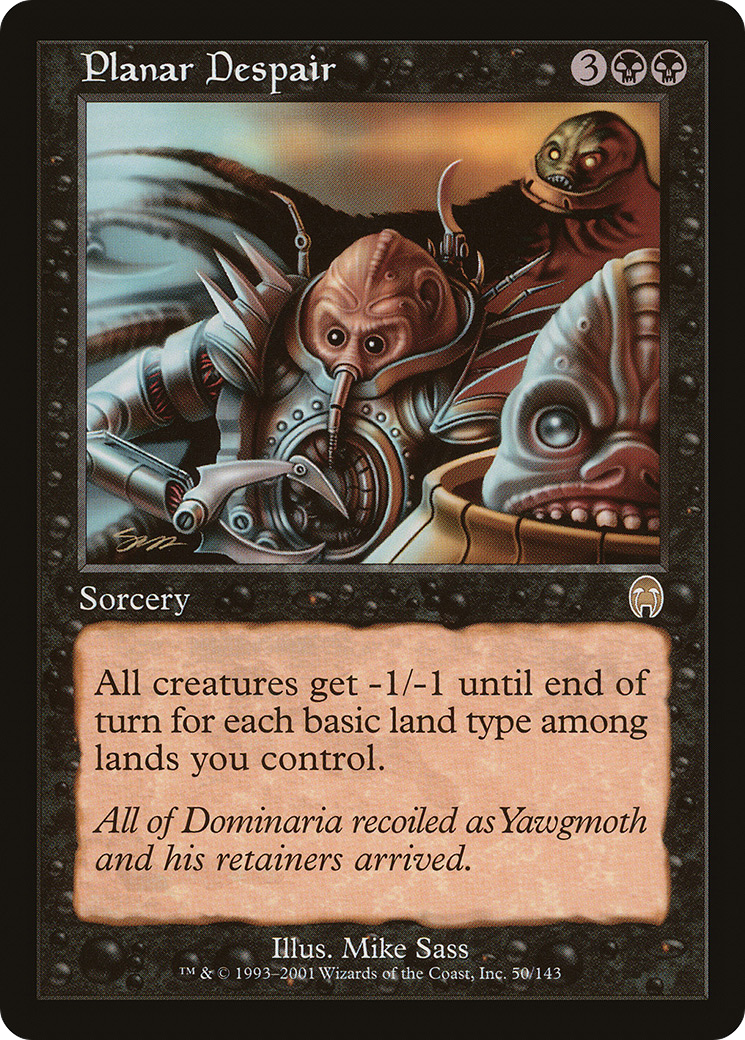 Planar Despair 3
Sass
Sorcery
All creatures get -1/-1 until end of
turn for each basic land type among
lands you control.
All of Dominaria recoiled as Yawgmoth
and his retainers arrived.
Illus. Mike Sass
™ & © 1993–2001 Wizards of the Coast, Inc. 50/143